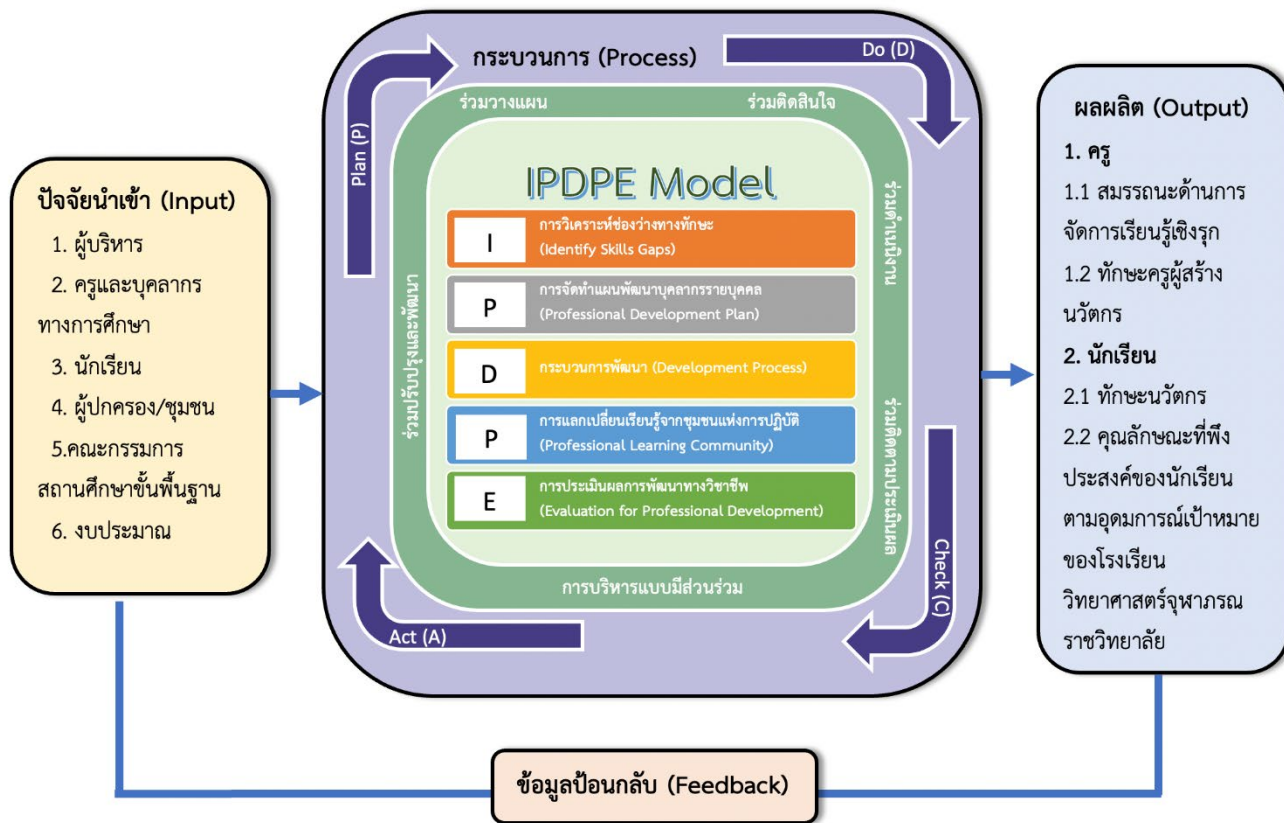 ปัจจัยนำเข้า (Input)
1. ผู้บริหาร
2. ครูและบุคลากร
ทางการศึกษา
3. นักเรียน
4. ผู้ปกครอง/ชุมชน
5.คณะกรรมการ
สถานศึกษาขั้นพื้นฐาน
6. งบประมาณ
กระบวนการ (Process)
Plan (P)
Do (D)
Check (C)
Act (A)
ร่วมวางแผน
ร่วมติดสินใจ
ร่วมดำเนินงาน
ร่วมติดตามประเมินผล
การบริหารแบบมีส่วนร่วม
ร่วมปรับปรุงและพัฒนา
IPDPE Model
I
การวิเคราะห์ช่องว่างทางทักษะ
(Identify Skills Gaps)
P
การจัดทำแผนพัฒนาบุคลากรรายบุคคล
(Professional Development Plan)
D
กระบวนการพัฒนา (Development Process)
P
การแลกเปลี่ยนเรียนรู้จากชุมชนแห่งการปฏิบัติ
(Professional Learning Community)
E
การประเมินผลการพัฒนาทางวิชาชีพ
(Evaluation for Professional Development)
ผลผลิต (Output)
1. ครู
1.1 สมรรถนะด้านการ
จัดการเรียนรู้เชิงรุก
1.2 ทักษะครูผู้สร้าง
นวัตกร
2. นักเรียน
2.1 ทักษะนวัตกร
2.2 คุณลักษณะที่พึง
ประสงค์ของนักเรียน
ตามอุดมการณ์เป้าหมาย
ของโรงเรียน
วิทยาศาสตร์จุฬาภรณ
ราชวิทยาลัย
ข้อมูลป้อนกลับ (Feedback)